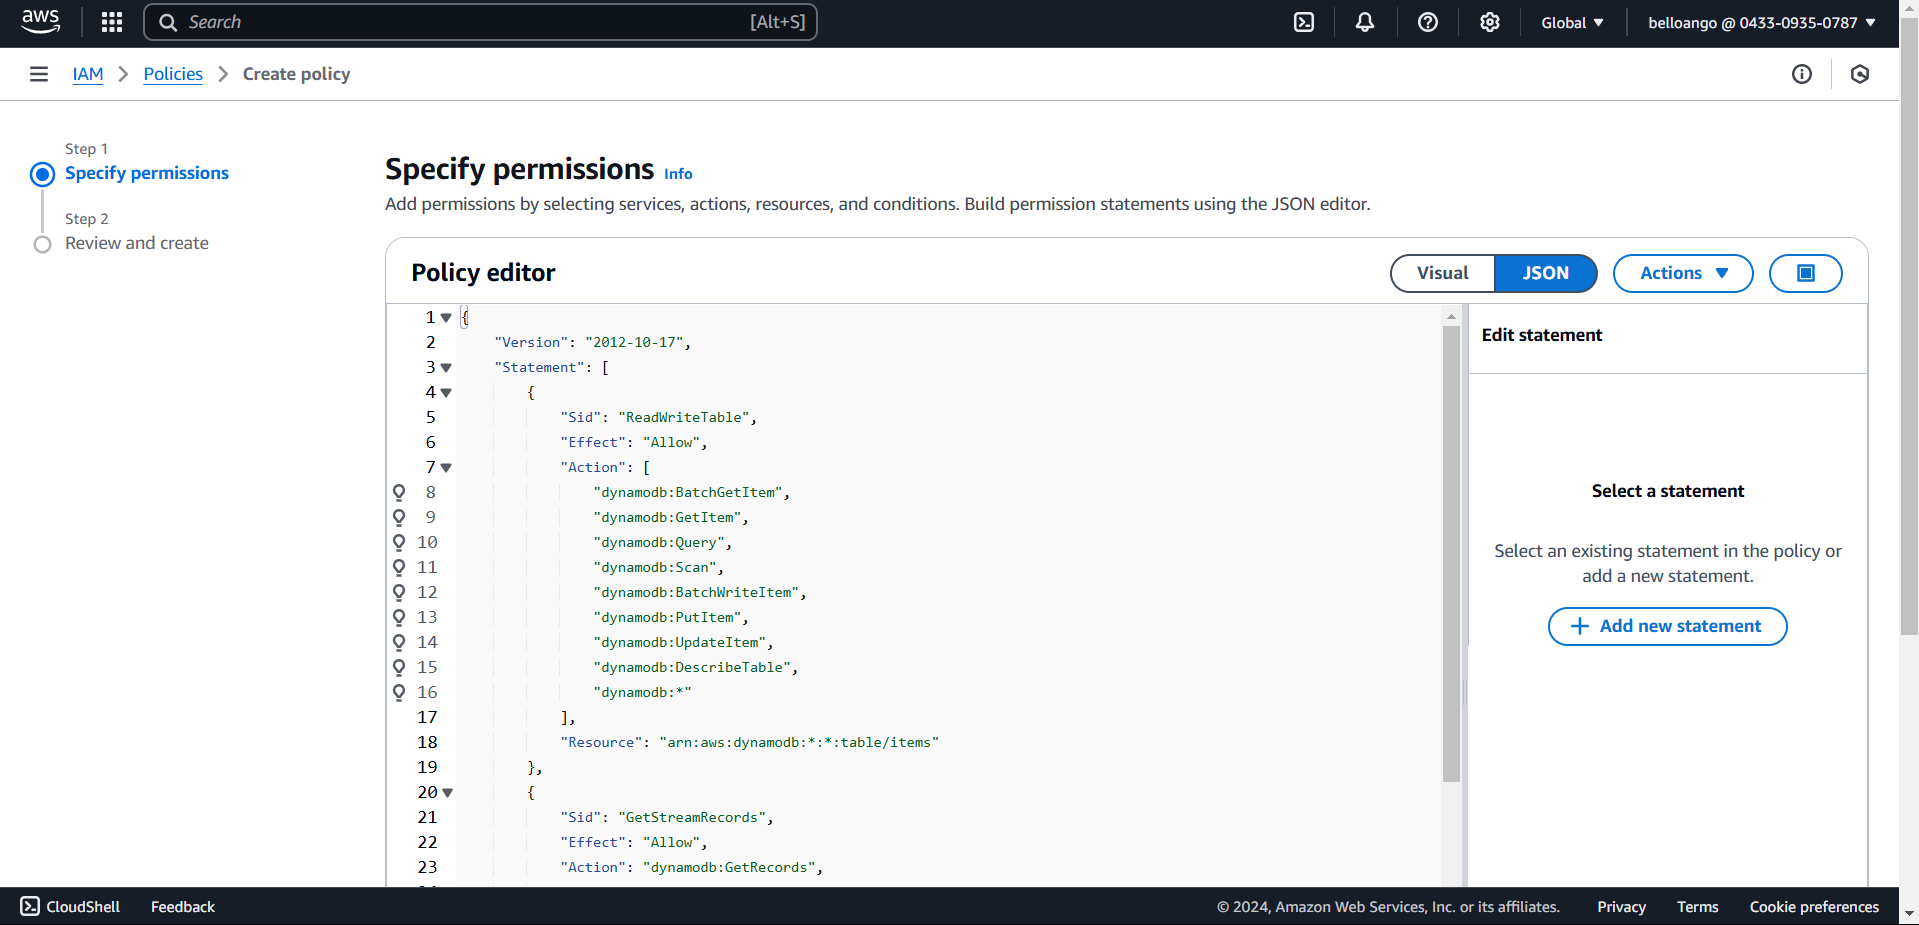 aws Search [Alt+S] Global belloango @ 0433-0935-0787
IAM Policies Create policy
Step 1
Specify permissions
Step 2
Review and create
Specify permissions Info
Add permissions by selecting services, actions, resources, and conditions. Build permission statements using the JSON editor.
Policy editor Visual JSON Actions
1 {
2 "Version": "2012-10-17",
3 "Statement": [
4 {
5 "Sid": "ReadWriteTable",
6 "Effect": "Allow",
7 "Action": [
8 "dynamodb:BatchGetItem",
9 "dynamodb:GetItem",
10 "dynamodb:Query",
11 "dynamodb:Scan",
12 "dynamodb:BatchWriteItem",
13 "dynamodb:PutItem",
14 "dynamodb:UpdateItem",
15 "dynamodb:DescribeTable",
16 "dynamodb:*"
17 ],
18 "Resource": "arn:aws:dynamodb:*:*:table/items"
19 },
20 {
21 "Sid": "GetStreamRecords",
22 "Effect": "Allow",
23 "Action": "dynamodb:GetRecords",
Edit statement
Select a statement
Select an existing statement in the policy or
add a new statement.
+ Add new statement
CloudShell Feedback © 2024, Amazon Web Services, Inc. or its affiliates. Privacy Terms Cookie preferences